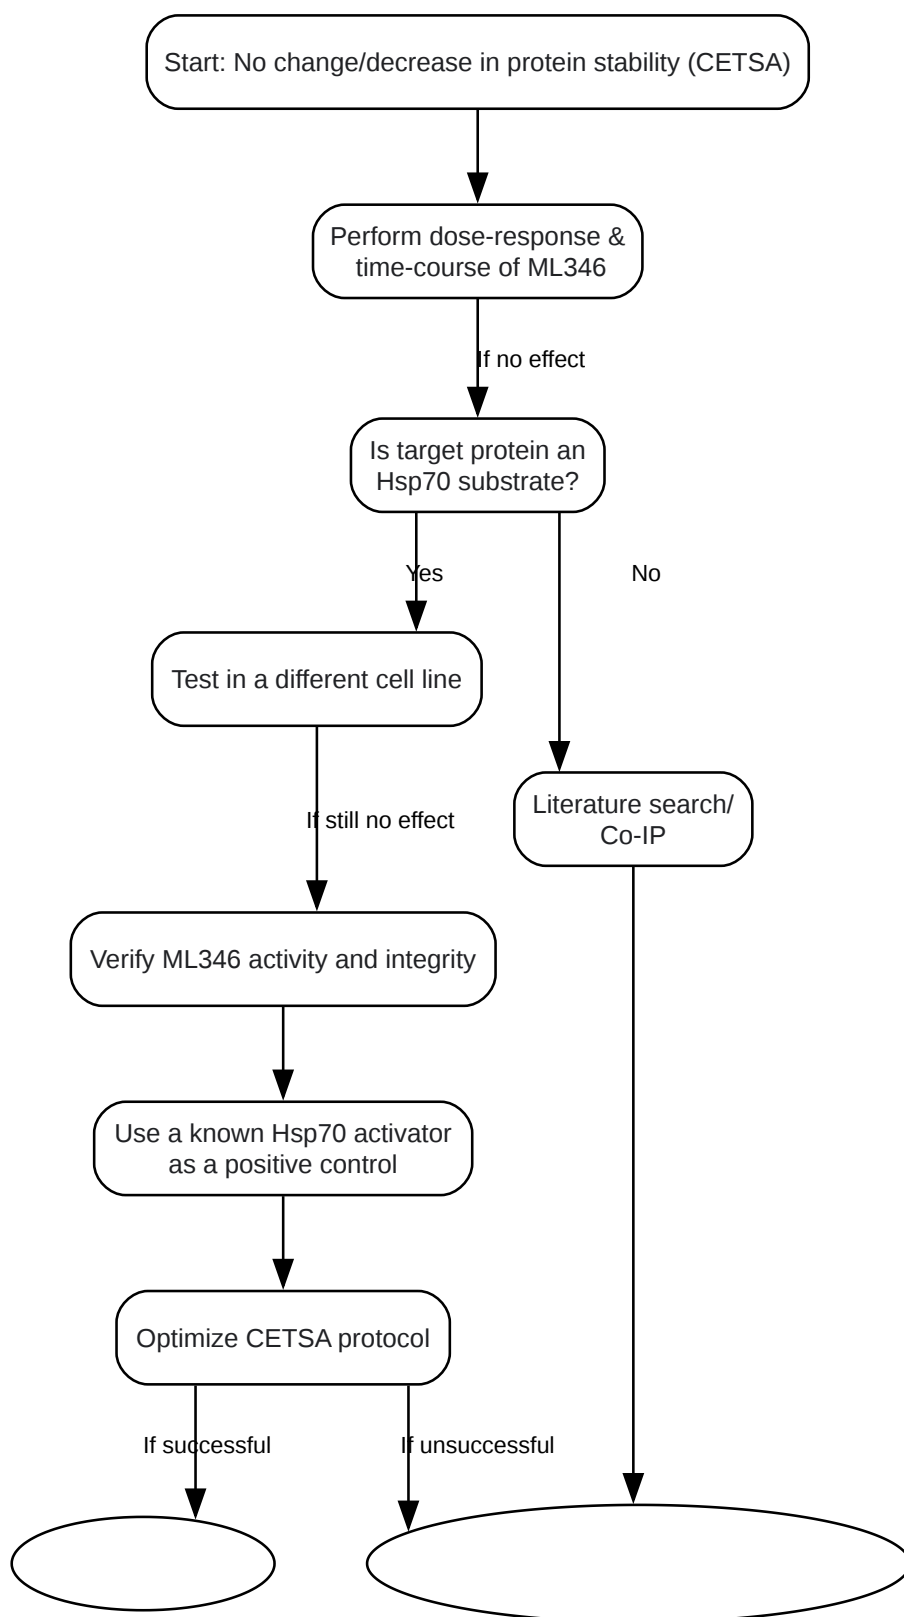 Start: No change/decrease in protein stability (CETSA)
Perform dose-response &
time-course of ML346
If no effect
Is target protein an
Hsp70 substrate?
Yes
No
Test in a different cell line
Literature search/
Co-IP
If still no effect
Verify ML346 activity and integrity
Use a known Hsp70 activator
as a positive control
Optimize CETSA protocol
If successful
If unsuccessful